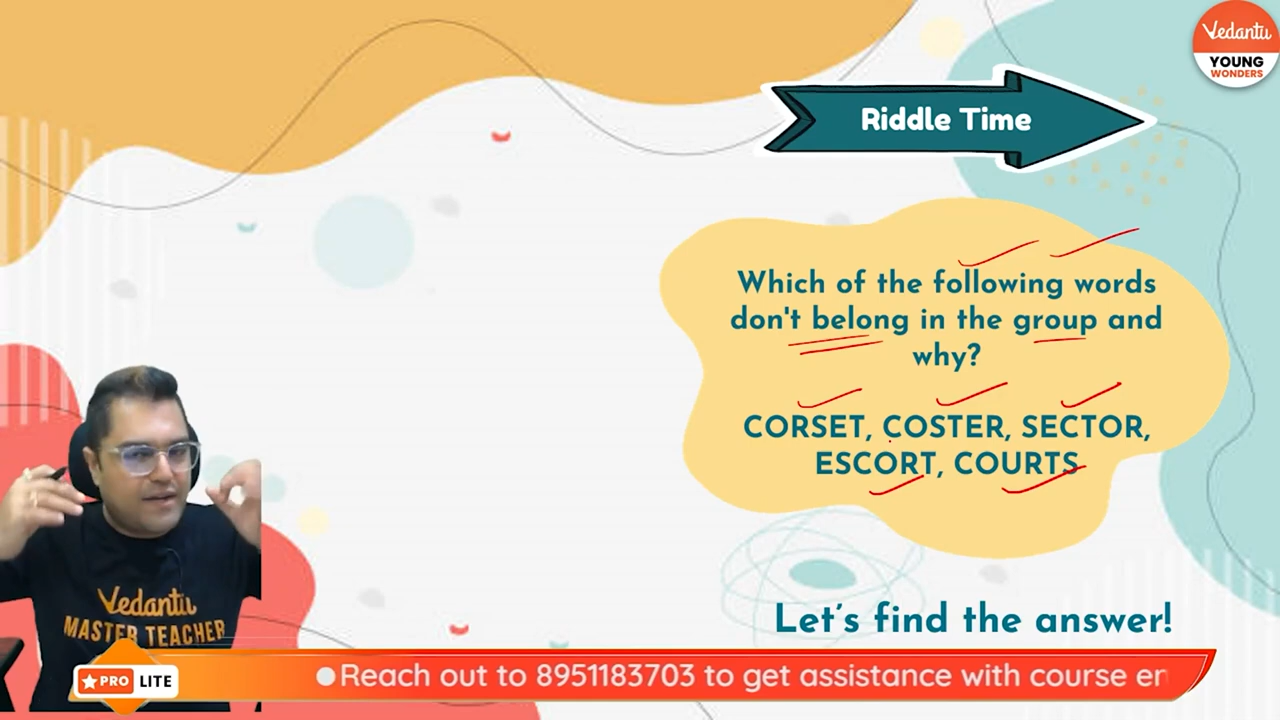 Vedantu
YOUNG
WONDERS
Riddle Time
Which of the following words
don't belong in the group and
why?
CORSET, COSTER, SECTOR,
ESCORT, COURTS
Let's find the answer!
Vedantu
MASTER TEACHER
PRO LITE
Reach out to 8951183703 to get assistance with course en